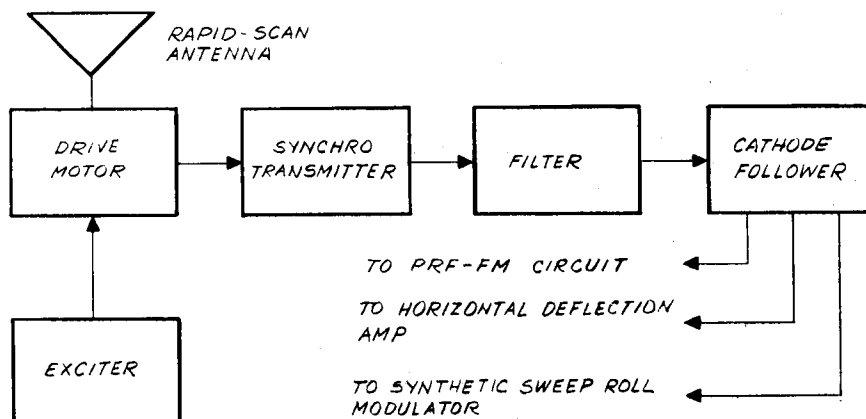 RAPID-SCAN
ANTENNA
DRIVE
MOTOR
SYNCHRO
TRANSMITTER
FILTER
CATHODE
FOLLOWER
TO PRF-FM CIRCUIT
TO HORIZONTAL DEFLECTION
AMP
EXCITER
TO SYNTHETIC SWEEP ROLL
MODULATOR